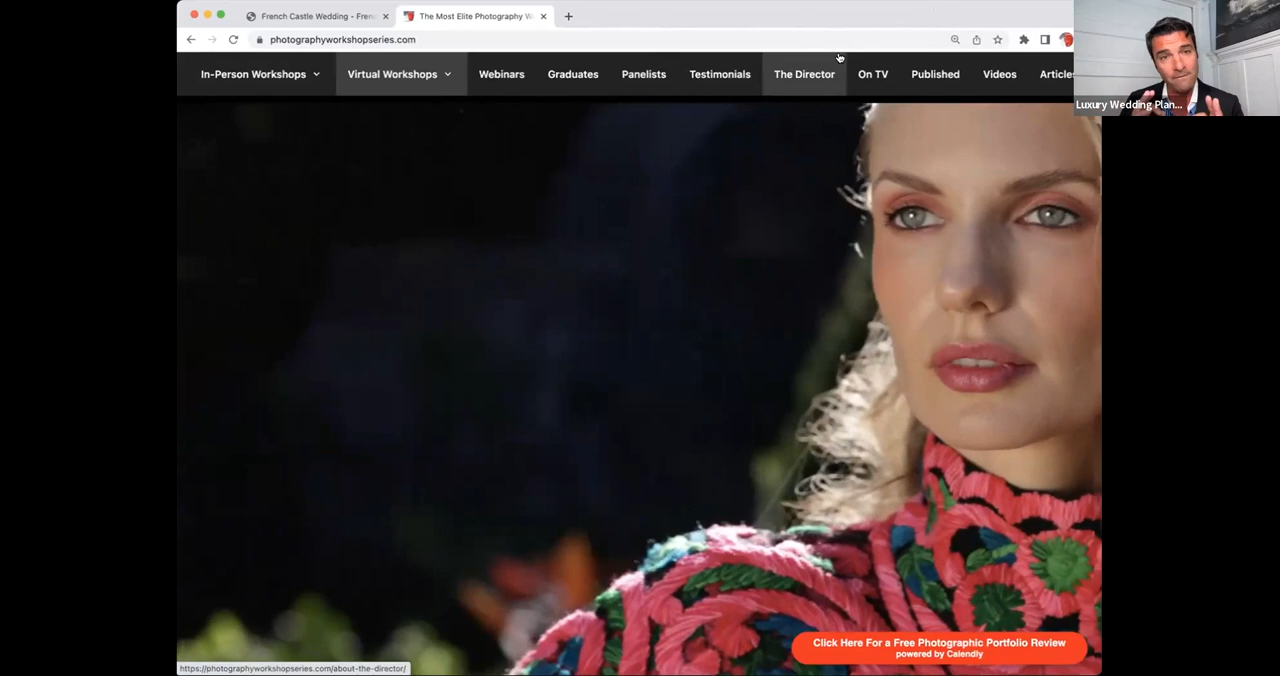 French Castle Wedding - Fren
The Most Elite Photography W
photographyworkshopseries.com
In-Person Workshops
Virtual Workshops
Webinars
Graduates
Panelists
Testimonials
The Director
On TV
Published
Videos
Articles
Luxury Wedding Plan...
Click Here For a Free Photographic Portfolio Review
powered by Calendly
https://photographyworkshopseries.com/about-the-director/